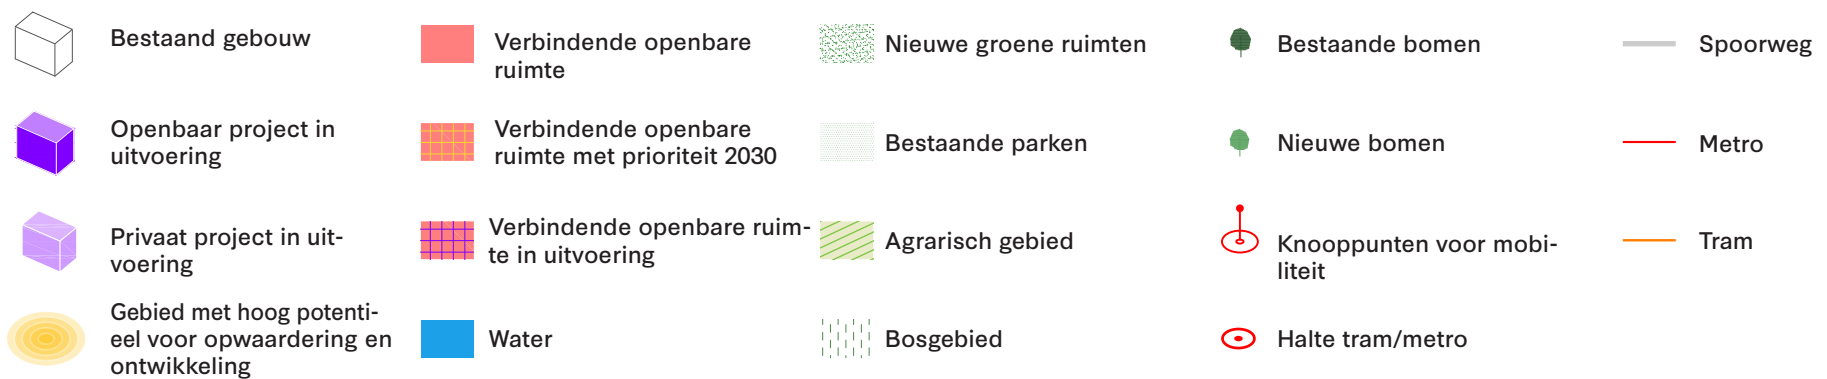 Bestaand gebouw
Openbaar project in
uitvoering
Privaat project in uit-
voering
Gebied met hoog potenti-
eel voor opwaardering en
ontwikkeling
Verbindende openbare
ruimte
Verbindende openbare
ruimte met prioriteit 2030
Verbindende openbare ruim-
te in uitvoering
Water
Nieuwe groene ruimten
Bestaande parken
Agrarisch gebied
Bosgebied
Bestaande bomen
Nieuwe bomen
Knooppunten voor mobi-
liteit
Halte tram/metro
Spoorweg
Metro
Tram